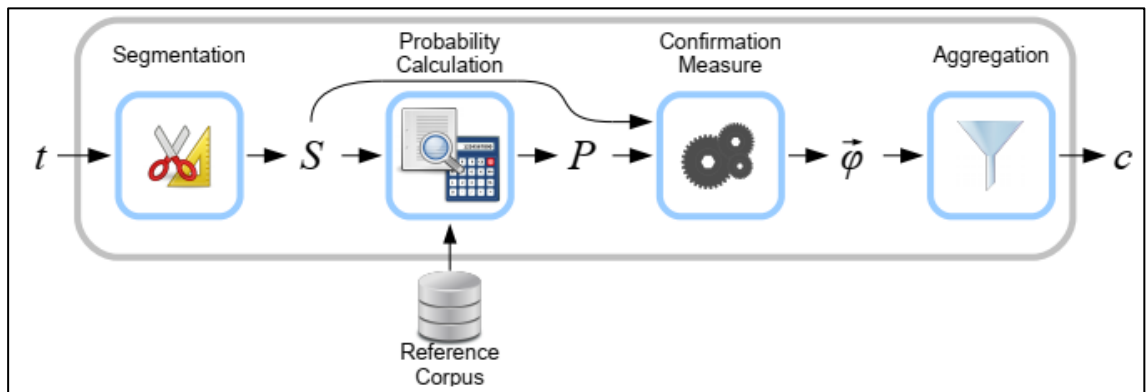 Segmentation
Probability
Calculation
Confirmation
Measure
Aggregation
t
S
P
φ⃗
c
Reference
Corpus